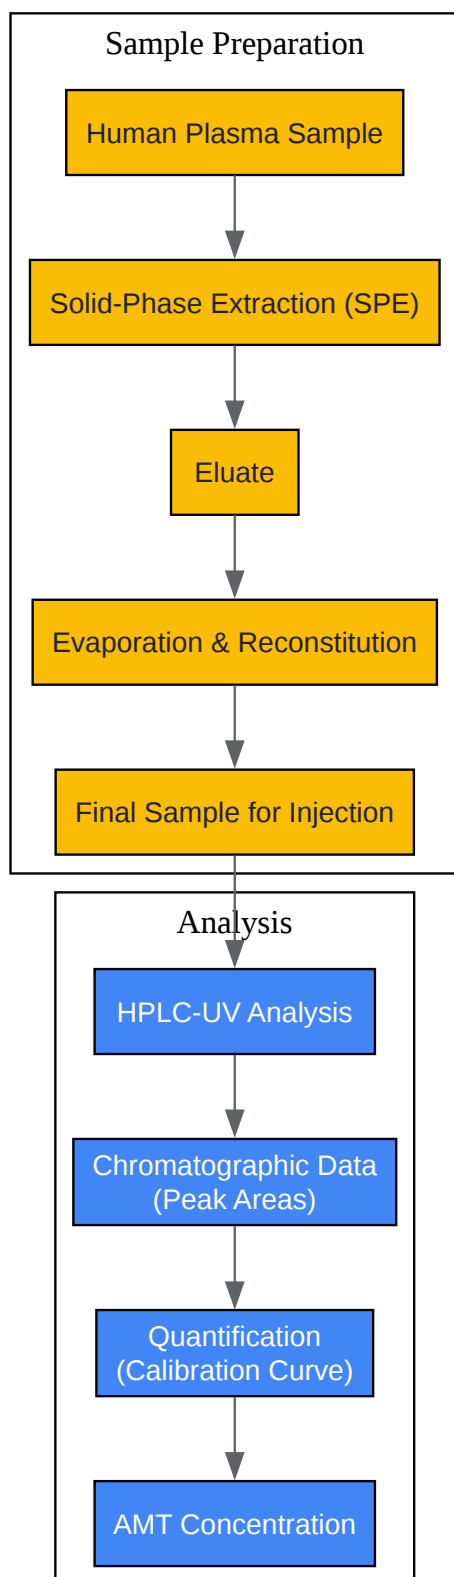 Sample Preparation
Human Plasma Sample
Solid-Phase Extraction (SPE)
Eluate
Evaporation & Reconstitution
Final Sample for Injection
Analysis
HPLC-UV Analysis
Chromatographic Data
(Peak Areas)
Quantification
(Calibration Curve)
AMT Concentration